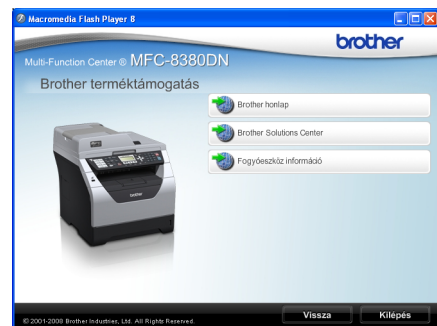 Macromedia Flash Player 8
brother
Multi-Function Center ® MFC-8380DN
Brother terméktámogatás
Brother honlap
Brother Solutions Center
Fogyóeszköz információ
brother
© 2001-2008 Brother Industries, Ltd. All Rights Reserved.
Vissza
Kilépés